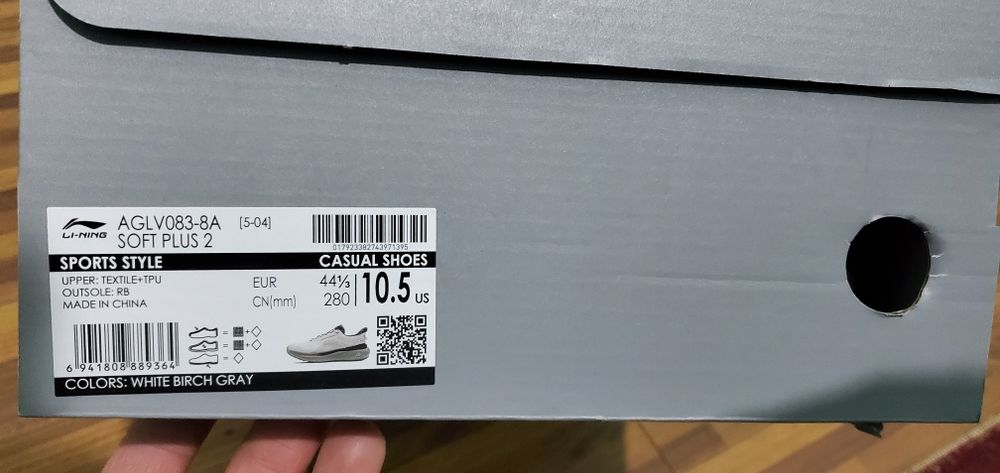 LI-NING
AGLV083-8A [5-04]
SOFT PLUS 2
017923382743971395
SPORTS STYLE CASUAL SHOES
UPPER: TEXTILE+TPU
OUTSOLE: RB
MADE IN CHINA
EUR 44⅓
CN(mm) 280
10.5 US
= + ◇
= + ◇
= ◇
6 941808 889364
COLORS: WHITE BIRCH GRAY